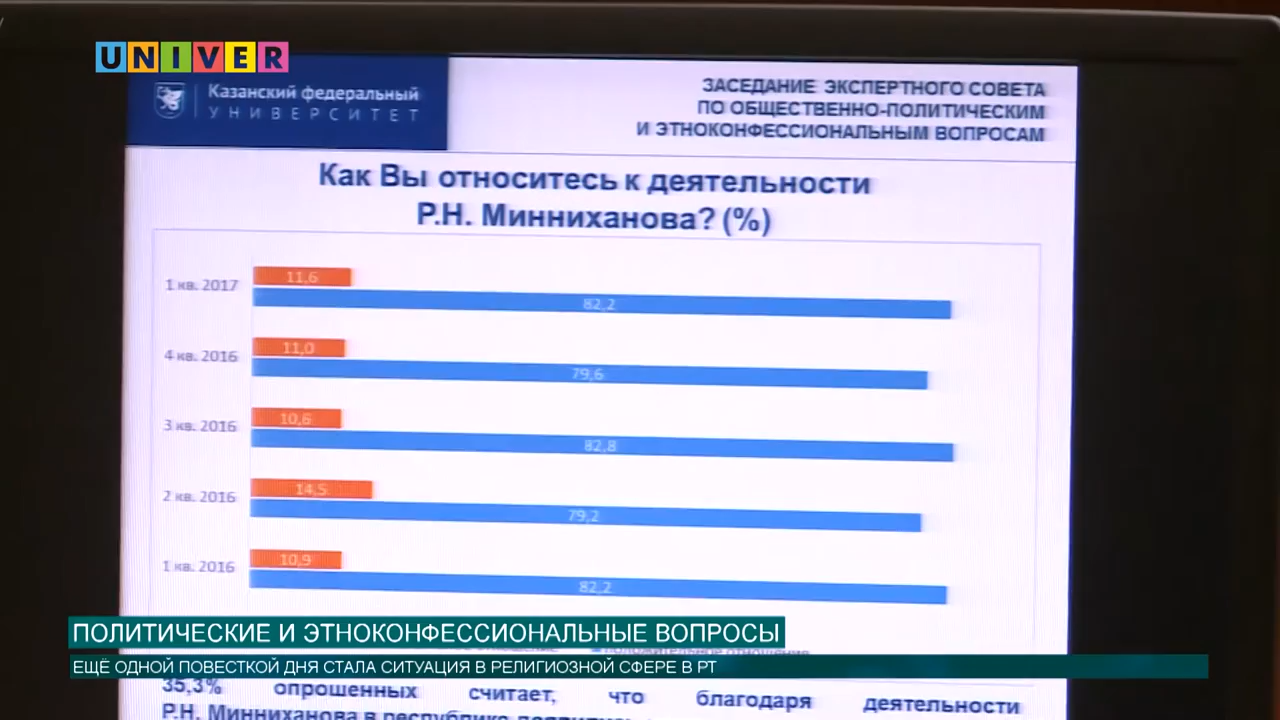 UNIVER
Казанский федеральный
УНИВЕРСИТЕТ
ЗАСЕДАНИЕ ЭКСПЕРТНОГО СОВЕТА
ПО ОБЩЕСТВЕННО-ПОЛИТИЧЕСКИМ
И ЭТНОКОНФЕССИОНАЛЬНЫМ ВОПРОСАМ
Как Вы относитесь к деятельности
Р.Н. Минниханова? (%)
1 кв. 2017
11,6
82,2
4 кв. 2016
11,0
79,6
3 кв. 2016
10,6
82,8
2 кв. 2016
14,5
79,2
1 кв. 2016
10,9
82,2
ПОЛИТИЧЕСКИЕ И ЭТНОКОНФЕССИОНАЛЬНЫЕ ВОПРОСЫ
ЕЩЁ ОДНОЙ ПОВЕСТКОЙ ДНЯ СТАЛА СИТУАЦИЯ В РЕЛИГИОЗНОЙ СФЕРЕ В РТ
35,3% опрошенных считает, что благодаря деятельности
Р.Н. Минниханова в республике